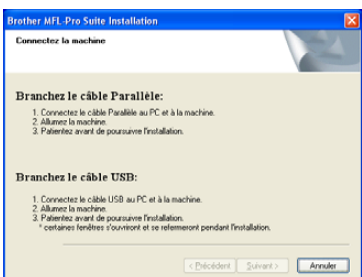 Brother MFL-Pro Suite Installation
Connectez la machine
Branchez le câble Parallèle:
1. Connectez le câble Parallèle au PC et à la machine.
2. Allumez la machine.
3. Patientez avant de poursuivre l'installation.
Branchez le câble USB:
1. Connectez le câble USB au PC et à la machine.
2. Allumez la machine.
3. Patientez avant de poursuivre l'installation.
* certaines fenêtres s'ouvriront et se refermeront pendant l'installation.
< Précédent Suivant > Annuler